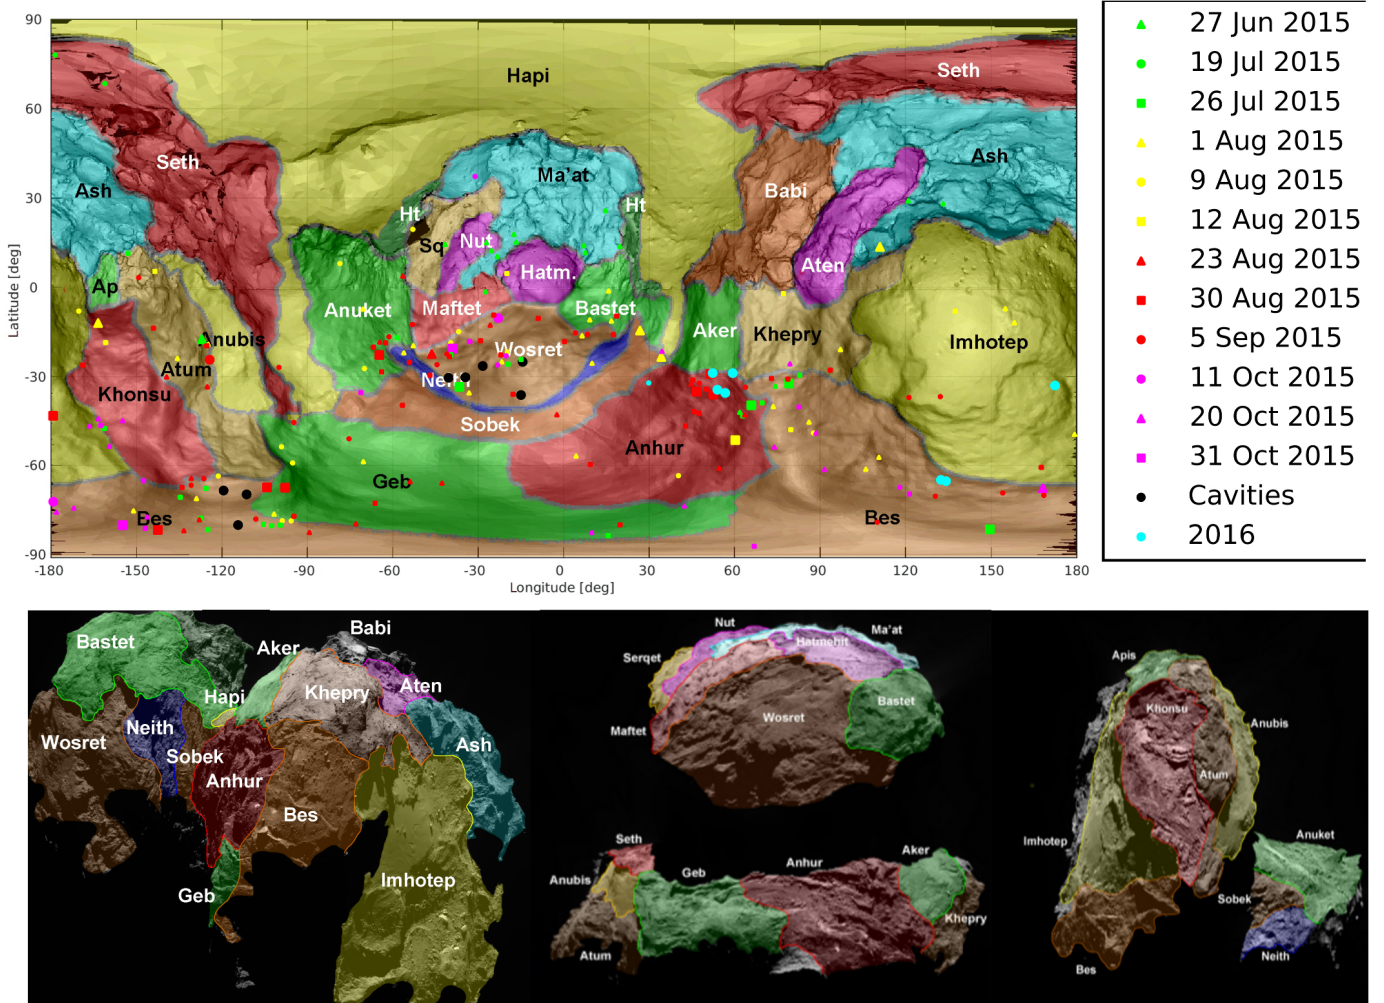 90
60
30
0
-30
-60
-90
Latitude [deg]
-180
-150
-120
-90
-60
-30
0
30
60
90
120
150
180
Longitude [deg]
Hapi
Seth
Seth
Ash
Ma'at
Ash
Babi
Ht
Ht
Sq
Nut
Hatm.
Aten
Ap
Anuket
Maftet
Bastet
Aker
Khepry
Anubis
Wosret
Imhotep
Atum
Neith
Khonsu
Sobek
Anhur
Geb
Bes
Bes
27 Jun 2015
19 Jul 2015
26 Jul 2015
1 Aug 2015
9 Aug 2015
12 Aug 2015
23 Aug 2015
30 Aug 2015
5 Sep 2015
11 Oct 2015
20 Oct 2015
31 Oct 2015
Cavities
2016
Bastet
Aker
Babi
Hapi
Khepry
Aten
Neith
Wosret
Sobek
Ash
Anhur
Bes
Imhotep
Geb
Nut
Ma'at
Hatmehit
Serqet
Bastet
Wosret
Maftet
Seth
Geb
Anhur
Aker
Anubis
Khepry
Atum
Apis
Khonsu
Anubis
Atum
Imhotep
Anuket
Sobek
Bes
Neith